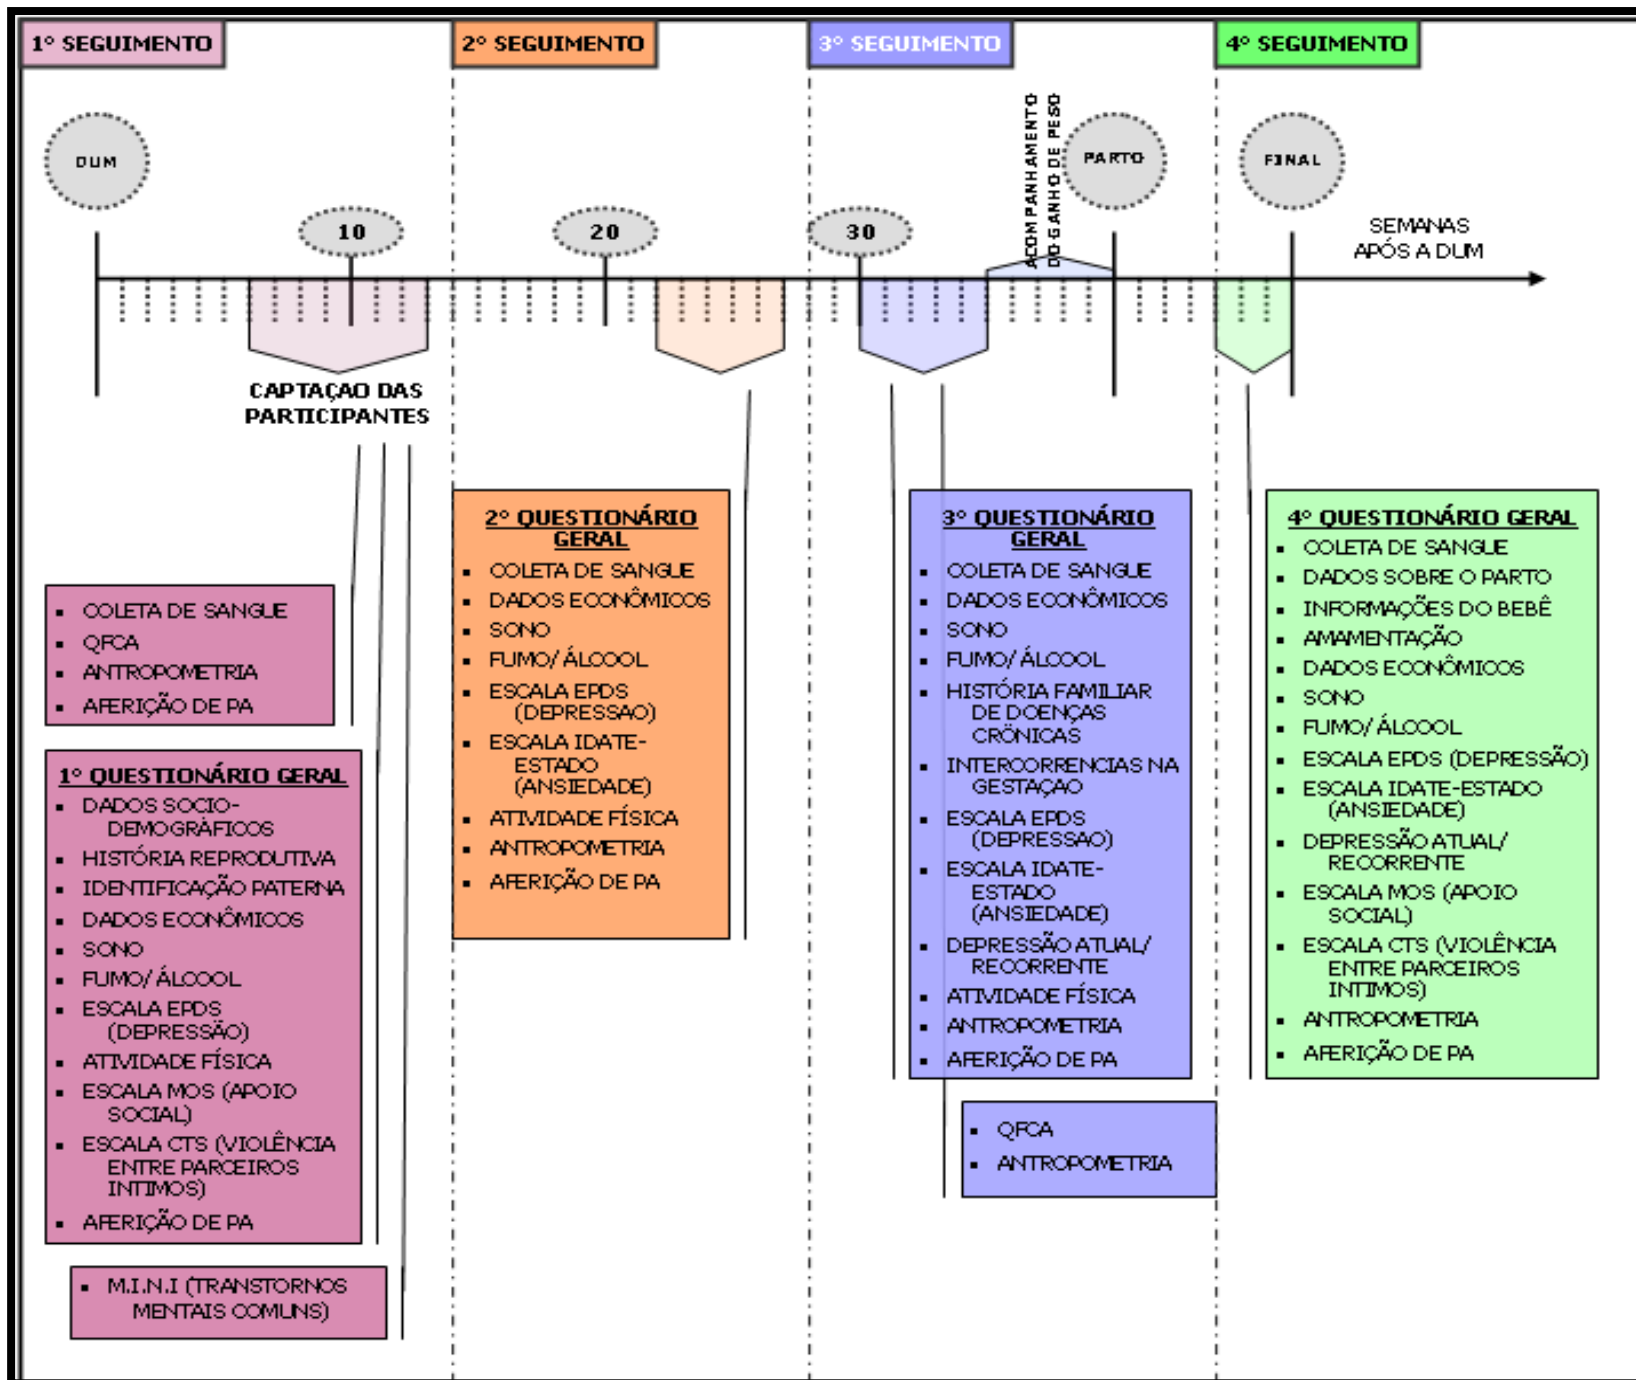 1º SEGUIMENTO
2º SEGUIMENTO
3º SEGUIMENTO
4º SEGUIMENTO
DUM
10
20
30
ACOMPANHAMENTO
DO GANHO DE PESO
PARTO
FINAL
SEMANAS
APÓS A DUM
CAPTAÇAO DAS
PARTICIPANTES
▪ COLETA DE SANGUE
▪ QFCA
▪ ANTROPOMETRIA
▪ AFERIÇÃO DE PA
1º QUESTIONÁRIO GERAL
▪ DADOS SOCIO-
DEMOGRÁFICOS
▪ HISTÓRIA REPRODUTIVA
▪ IDENTIFICAÇÃO PATERNA
▪ DADOS ECONÔMICOS
▪ SONO
▪ FUMO/ ÁLCOOL
▪ ESCALA EPDS
(DEPRESSÃO)
▪ ATIVIDADE FÍSICA
▪ ESCALA MOS (APOIO
SOCIAL)
▪ ESCALA CTS (VIOLÊNCIA
ENTRE PARCEIROS
INTIMOS)
▪ AFERIÇÃO DE PA
▪ M.I.N.I (TRANSTORNOS
MENTAIS COMUNS)
2º QUESTIONÁRIO
GERAL
▪ COLETA DE SANGUE
▪ DADOS ECONÔMICOS
▪ SONO
▪ FUMO/ ÁLCOOL
▪ ESCALA EPDS
(DEPRESSAO)
▪ ESCALA IDATE-
ESTADO
(ANSIEDADE)
▪ ATIVIDADE FÍSICA
▪ ANTROPOMETRIA
▪ AFERIÇÃO DE PA
3º QUESTIONÁRIO
GERAL
▪ COLETA DE SANGUE
▪ DADOS ECONÔMICOS
▪ SONO
▪ FUMO/ ÁLCOOL
▪ HISTÓRIA FAMILIAR
DE DOENÇAS
CRÔNICAS
▪ INTERCORRENCIAS NA
GESTAÇAO
▪ ESCALA EPDS
(DEPRESSAO)
▪ ESCALA IDATE-
ESTADO
(ANSIEDADE)
▪ DEPRESSÃO ATUAL/
RECORRENTE
▪ ATIVIDADE FÍSICA
▪ ANTROPOMETRIA
▪ AFERIÇÃO DE PA
▪ QFCA
▪ ANTROPOMETRIA
4º QUESTIONÁRIO GERAL
▪ COLETA DE SANGUE
▪ DADOS SOBRE O PARTO
▪ INFORMAÇÕES DO BEBÊ
▪ AMAMENTAÇÃO
▪ DADOS ECONÔMICOS
▪ SONO
▪ FUMO/ ÁLCOOL
▪ ESCALA EPDS (DEPRESSÃO)
▪ ESCALA IDATE-ESTADO
(ANSIEDADE)
▪ DEPRESSÃO ATUAL/
RECORRENTE
▪ ESCALA MOS (APOIO
SOCIAL)
▪ ESCALA CTS (VIOLÊNCIA
ENTRE PARCEIROS
INTIMOS)
▪ ANTROPOMETRIA
▪ AFERIÇÃO DE PA